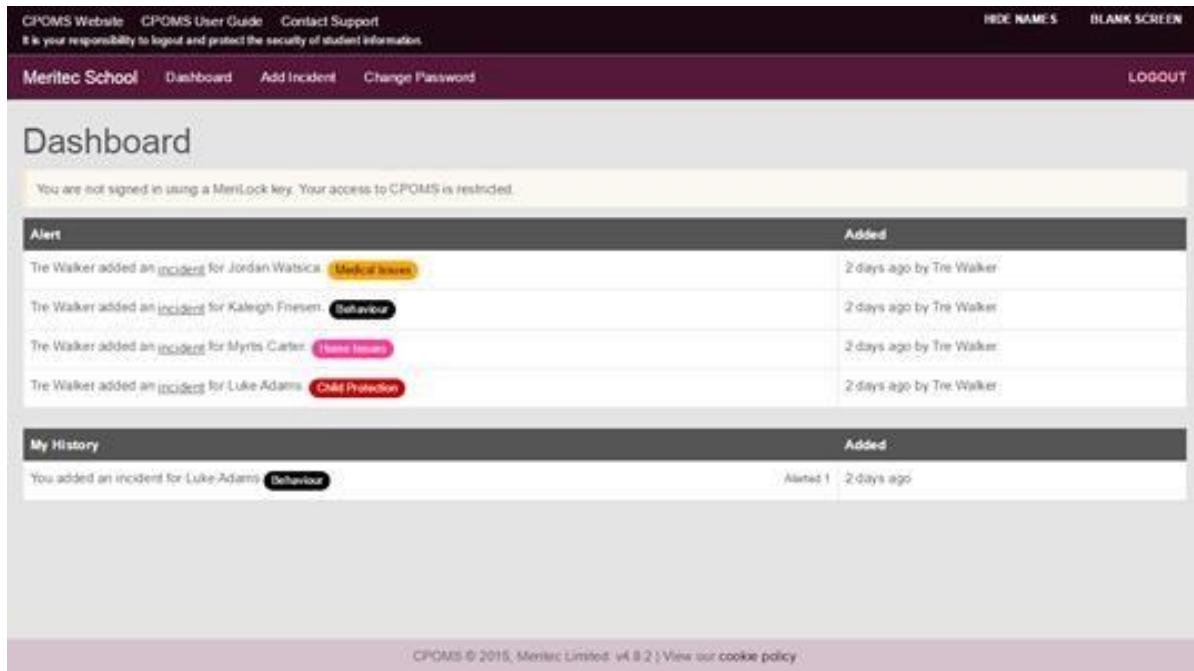 CPOMS Website CPOMS User Guide Contact Support HIDE NAMES BLANK SCREEN
It is your responsibility to logout and protect the security of student information.
Meritec School Dashboard Add Incident Change Password LOGOUT
Dashboard
You are not signed in using a MeriLock key. Your access to CPOMS is restricted.
Alert Added
Tre Walker added an incident for Jordan Watsica. Medical Issues 2 days ago by Tre Walker
Tre Walker added an incident for Kaleigh Friesen. Behaviour 2 days ago by Tre Walker
Tre Walker added an incident for Myrtis Carter. Home Issues 2 days ago by Tre Walker
Tre Walker added an incident for Luke Adams. Child Protection 2 days ago by Tre Walker
My History Added
You added an incident for Luke Adams Behaviour Alerted 1 2 days ago
CPOMS © 2015, Meritec Limited. v4.8.2 | View our cookie policy